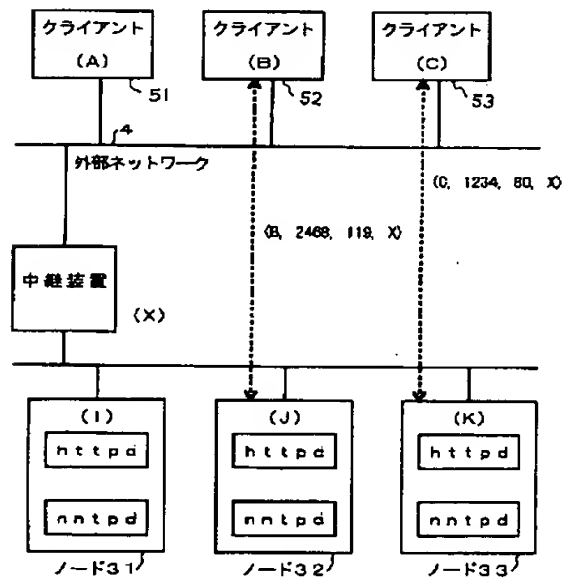 クライアント
(A)
51
クライアント
(B)
52
クライアント
(C)
53
4
外部ネットワーク
(C, 1234, 80, X)
(B, 2468, 119, X)
中継装置
(X)
(I)
httpd
nntpd
ノード31
(J)
httpd
nntpd
ノード32
(K)
httpd
nntpd
ノード33